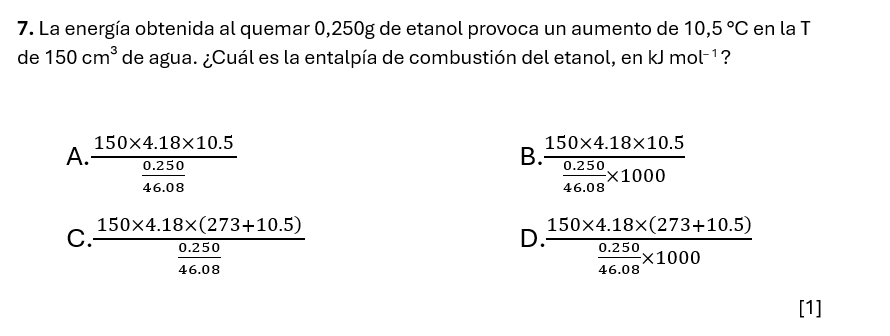 7. La energía obtenida al quemar 0,250g de etanol provoca un aumento de 10,5 °C en la T
de 150 cm³ de agua. ¿Cuál es la entalpía de combustión del etanol, en kJ mol⁻¹?
A. 150×4.18×10.5
0.250
46.08
B. 150×4.18×10.5
0.250
46.08 ×1000
C. 150×4.18×(273+10.5)
0.250
46.08
D. 150×4.18×(273+10.5)
0.250
46.08 ×1000
[1]